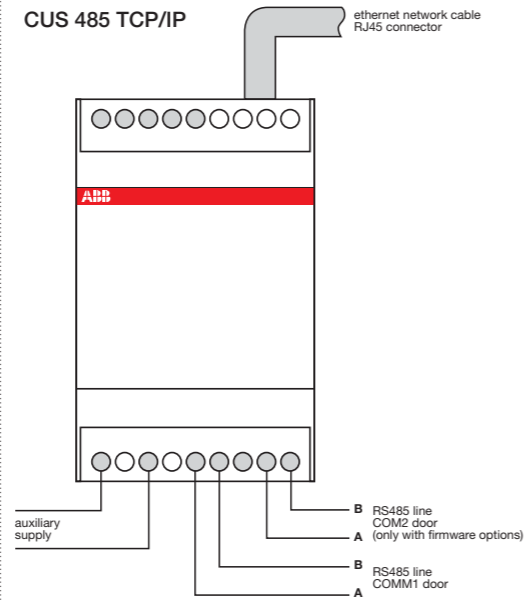 CUS 485 TCP/IP
ethernet network cable
RJ45 connector
ABB
auxiliary
supply
B
RS485 line
COM2 door
A
(only with firmware options)
B
RS485 line
COMM1 door
A